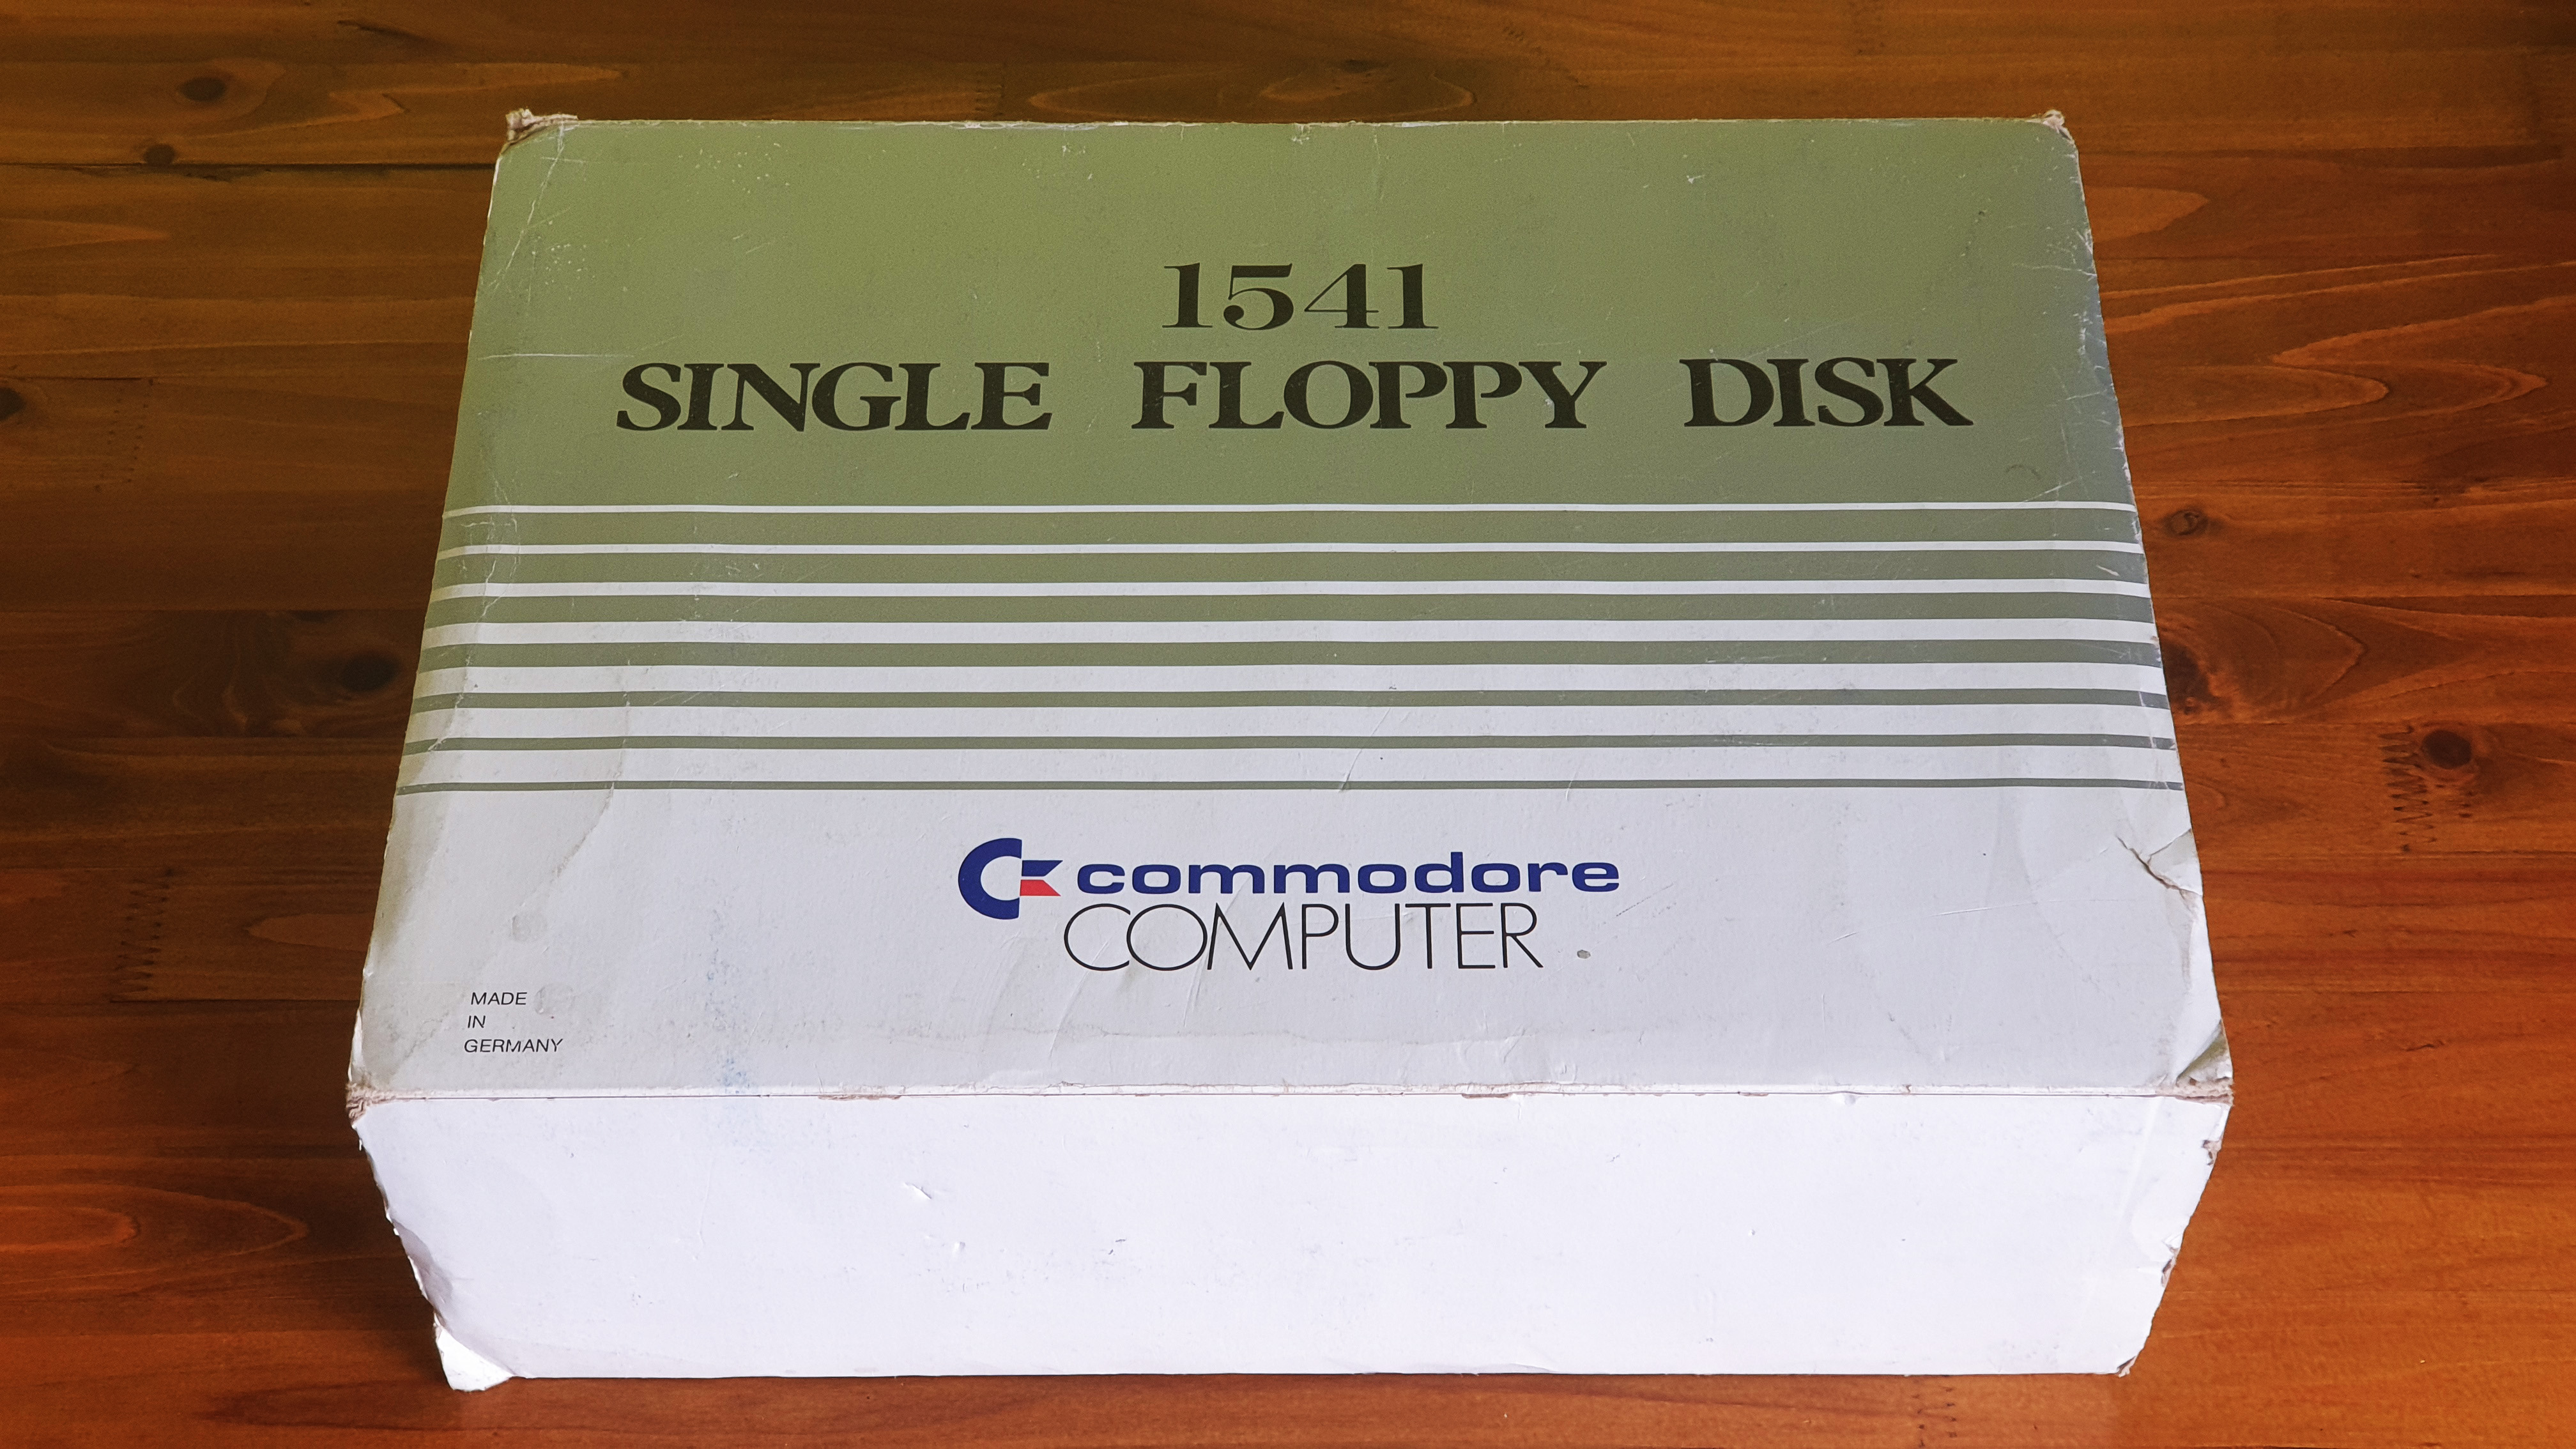 1541
SINGLE FLOPPY DISK
commodore
COMPUTER
MADE
IN
GERMANY